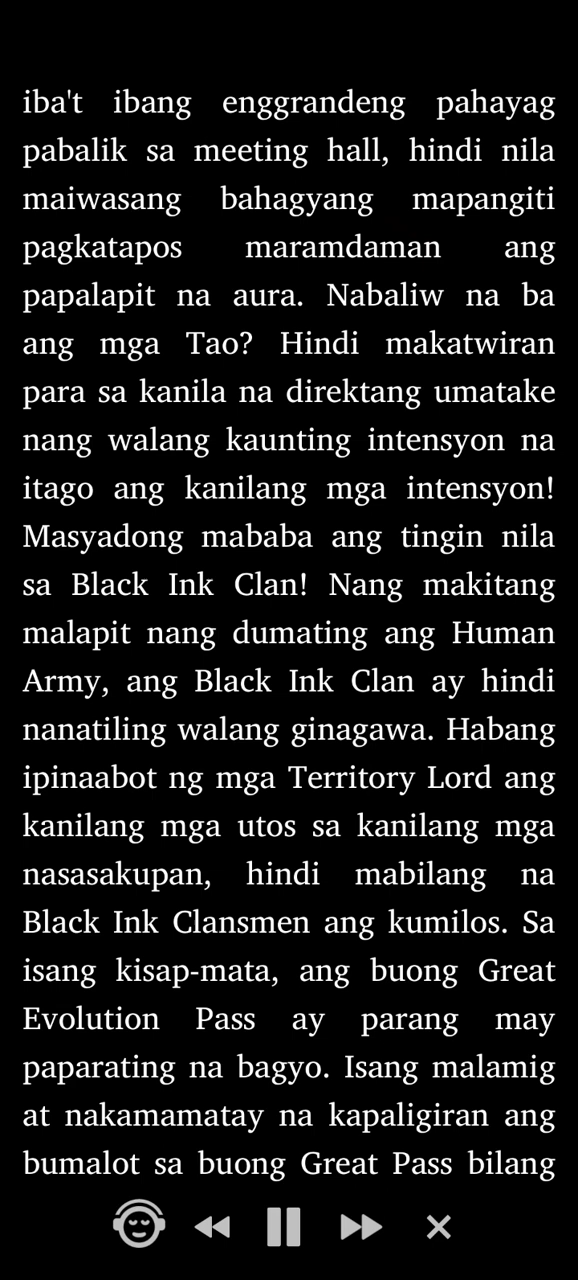 iba't ibang enggrandeng pahayag
pabalik sa meeting hall, hindi nila
maiwasang bahagyang mapangiti
pagkatapos maramdaman ang
papalapit na aura. Nabaliw na ba
ang mga Tao? Hindi makatwiran
para sa kanila na direktang umatake
nang walang kaunting intensyon na
itago ang kanilang mga intensyon!
Masyadong mababa ang tingin nila
sa Black Ink Clan! Nang makitang
malapit nang dumating ang Human
Army, ang Black Ink Clan ay hindi
nanatiling walang ginagawa. Habang
ipinaabot ng mga Territory Lord ang
kanilang mga utos sa kanilang mga
nasasakupan, hindi mabilang na
Black Ink Clansmen ang kumilos. Sa
isang kisap-mata, ang buong Great
Evolution Pass ay parang may
paparating na bagyo. Isang malamig
at nakamamatay na kapaligiran ang
bumalot sa buong Great Pass bilang